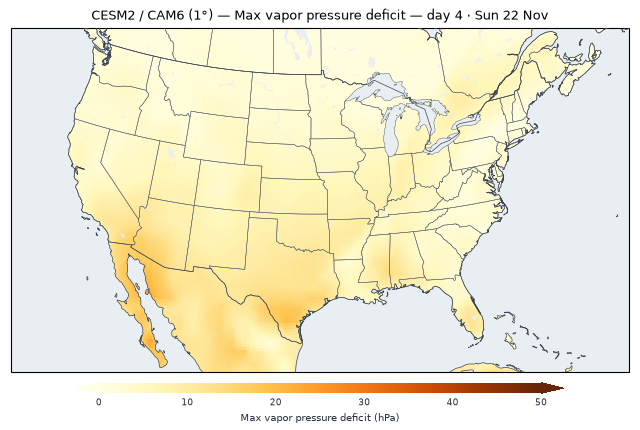 CESM2 / CAM6 (1°) — Max vapor pressure deficit — day 4 · Sun 22 Nov
0 10 20 30 40 50
Max vapor pressure deficit (hPa)